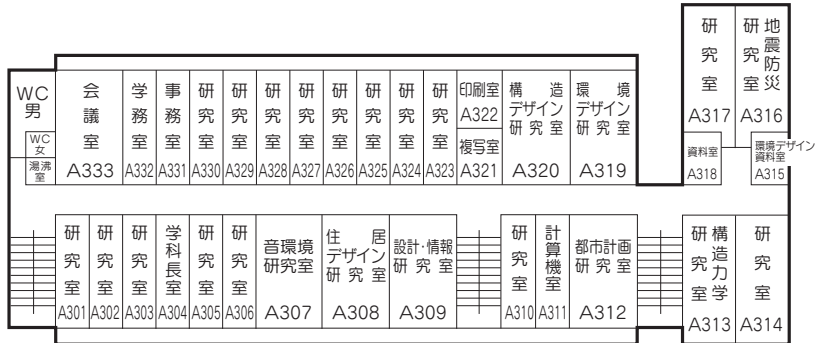 WC
男
WC
女
湯沸
室
会議室
A333
学務室
A332
事務室
A331
研究室
A330
研究室
A329
研究室
A328
研究室
A327
研究室
A326
研究室
A325
研究室
A324
研究室
A323
印刷室
A322
複写室
A321
構造
デザイン
研究室
A320
環境
デザイン
研究室
A319
研究室
A317
地震防災
研究室
A316
資料室
A318
環境デザイン
資料室
A315
研究室
A301
研究室
A302
研究室
A303
学科長室
A304
研究室
A305
研究室
A306
音環境
研究室
A307
住居
デザイン
研究室
A308
設計・情報
研究室
A309
研究室
A310
計算機室
A311
都市計画
研究室
A312
構造力学
研究室
A313
研究室
A314